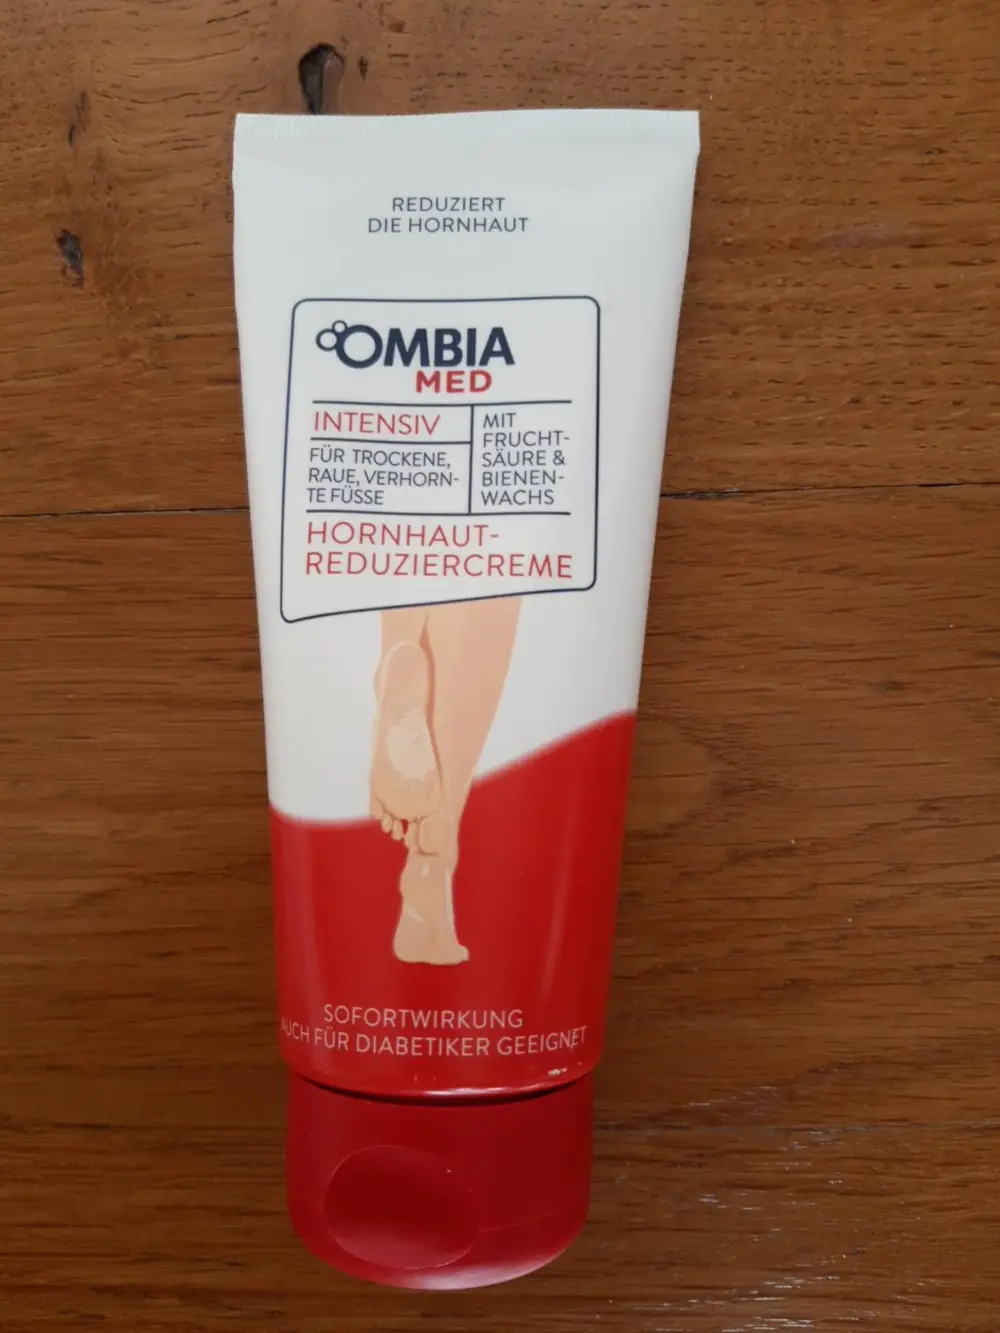 REDUZIERT
DIE HORNHAUT
OMBIA
MED
INTENSIV
FÜR TROCKENE,
RAUE, VERHORN-
TE FÜSSE
MIT
FRUCHT-
SÄURE &
BIENEN-
WACHS
HORNHAUT-
REDUZIERCREME
SOFORTWIRKUNG
AUCH FÜR DIABETIKER GEEIGNET